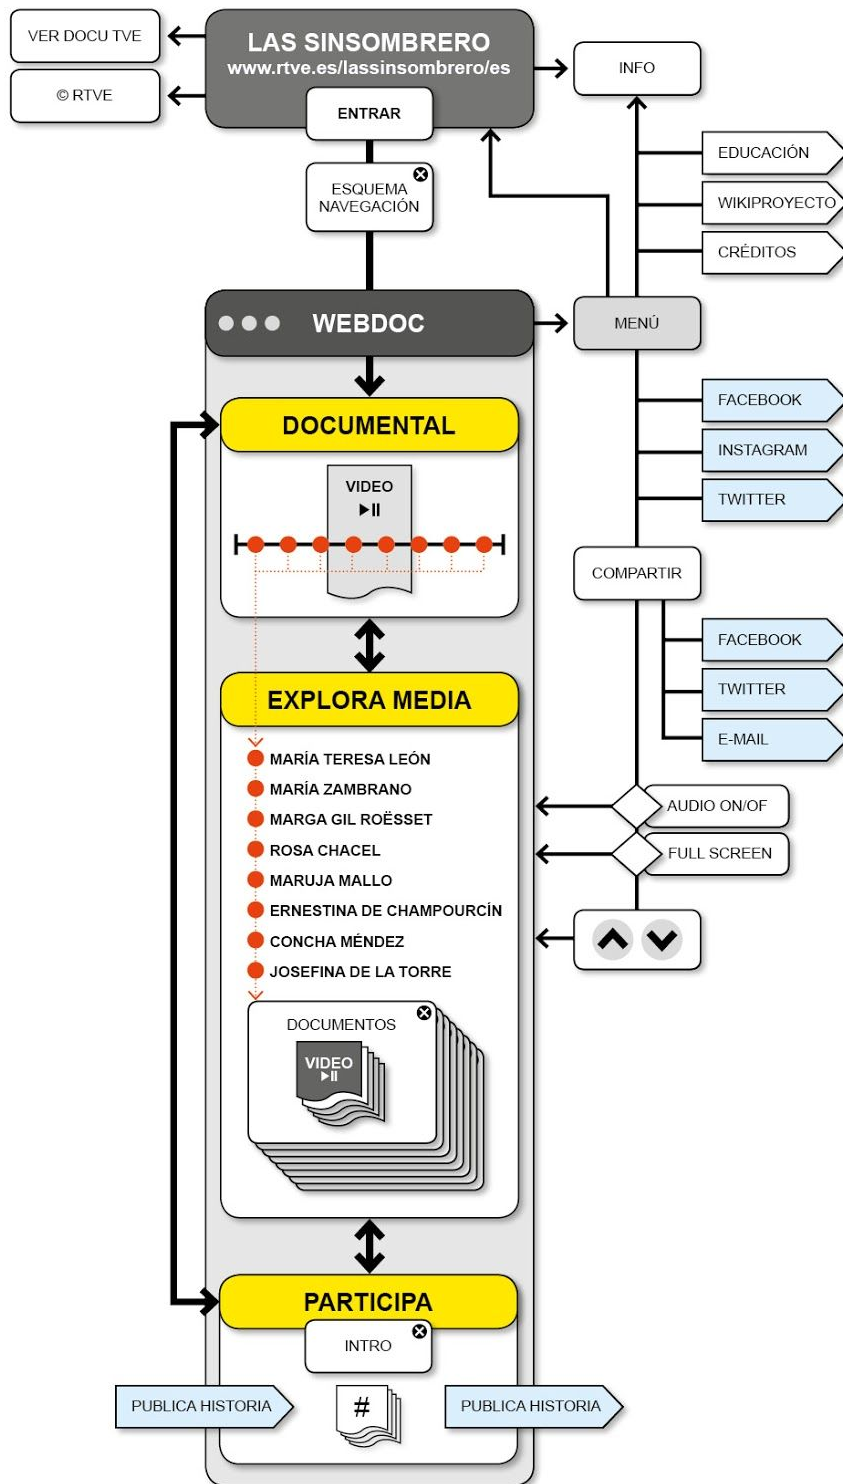 VER DOCU TVE
© RTVE
LAS SINSOMBRERO
www.rtve.es/lassinsombrero/es
ENTRAR
INFO
ESQUEMA
NAVEGACIÓN
EDUCACIÓN
WIKIPROYECTO
CRÉDITOS
WEBDOC
MENÚ
FACEBOOK
INSTAGRAM
TWITTER
DOCUMENTAL
VIDEO
COMPARTIR
FACEBOOK
TWITTER
E-MAIL
EXPLORA MEDIA
MARÍA TERESA LEÓN
MARÍA ZAMBRANO
MARGA GIL ROËSSET
ROSA CHACEL
MARUJA MALLO
ERNESTINA DE CHAMPOURCÍN
CONCHA MÉNDEZ
JOSEFINA DE LA TORRE
AUDIO ON/OF
FULL SCREEN
DOCUMENTOS
VIDEO
PARTICIPA
INTRO
PUBLICA HISTORIA
#
PUBLICA HISTORIA